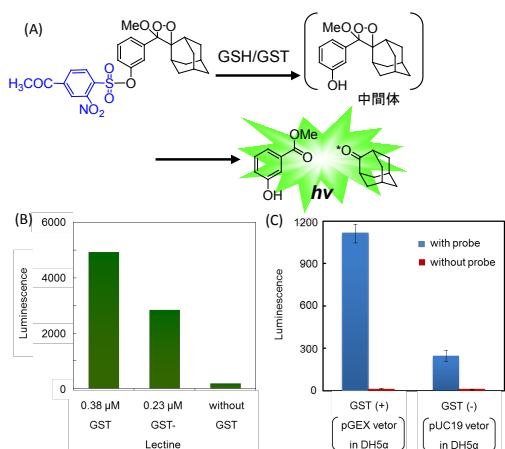 (A)
MeO O-O
O
CH3OC
S
O
O
O
NO2
GSH/GST
MeO O-O
OH
中間体
OMe
O
OH
*O
hν
(B)
Luminescence
6000
4000
2000
0
0.38 µM
GST
0.23 µM
GST-
Lectine
without
GST
(C)
Luminescence
1200
900
600
300
0
with probe
without probe
GST (+)
pGEX vetor
in DH5α
GST (-)
pUC19 vetor
in DH5α